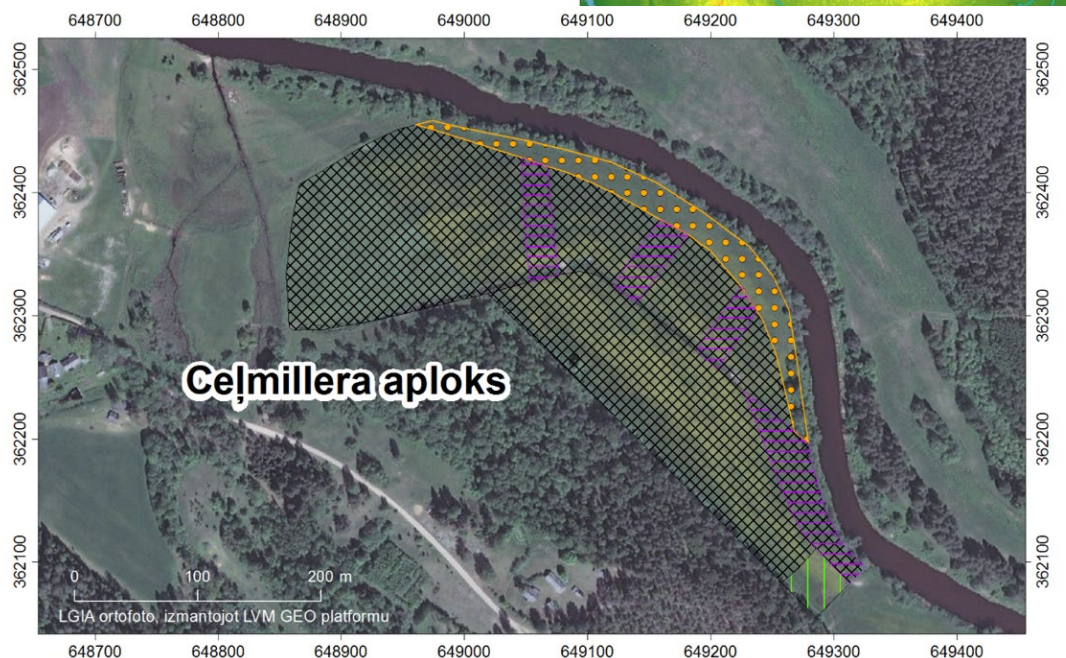 648700 648800 648900 649000 649100 649200 649300 649400
362500 362500
362400 362400
362300 362300
Ceļmillera aploks
362200 362200
362100 362100
0 100 200 m
LGIA ortofoto, izmantojot LVM GEO platformu
648700 648800 648900 649000 649100 649200 649300 649400